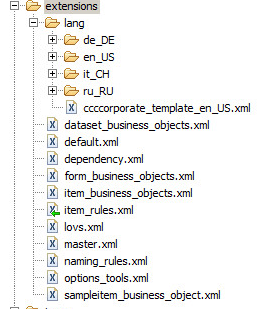 extensions
lang
de_DE
en_US
it_CH
ru_RU
ccccorporate_template_en_US.xml
dataset_business_objects.xml
default.xml
dependency.xml
form_business_objects.xml
item_business_objects.xml
item_rules.xml
lovs.xml
master.xml
naming_rules.xml
options_tools.xml
sampleitem_business_object.xml